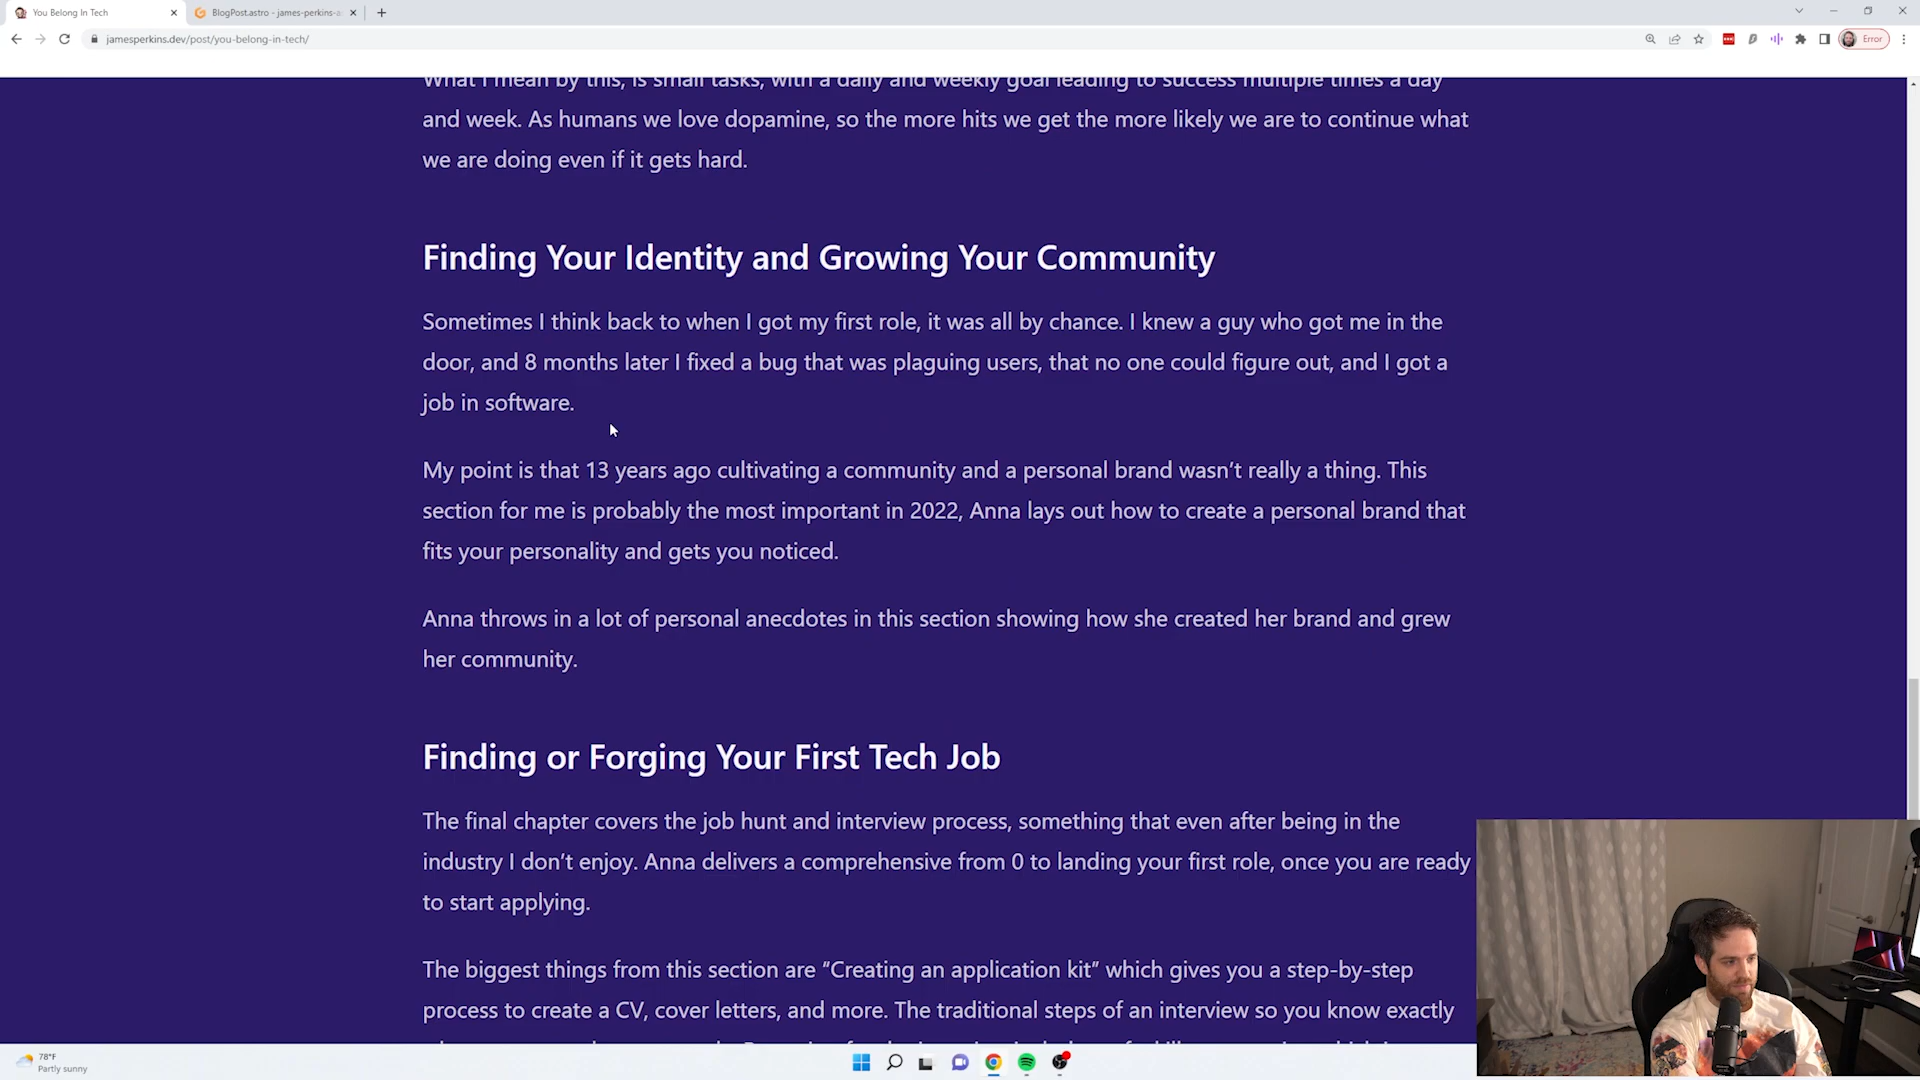 You Belong In Tech
BlogPost.astro - james-perkins-as
jamesperkins.dev/post/you-belong-in-tech/
Error
What I mean by this, is small tasks, with a daily and weekly goal leading to success multiple times a day
and week. As humans we love dopamine, so the more hits we get the more likely we are to continue what
we are doing even if it gets hard.
Finding Your Identity and Growing Your Community
Sometimes I think back to when I got my first role, it was all by chance. I knew a guy who got me in the
door, and 8 months later I fixed a bug that was plaguing users, that no one could figure out, and I got a
job in software.
My point is that 13 years ago cultivating a community and a personal brand wasn't really a thing. This
section for me is probably the most important in 2022, Anna lays out how to create a personal brand that
fits your personality and gets you noticed.
Anna throws in a lot of personal anecdotes in this section showing how she created her brand and grew
her community.
Finding or Forging Your First Tech Job
The final chapter covers the job hunt and interview process, something that even after being in the
industry I don't enjoy. Anna delivers a comprehensive from 0 to landing your first role, once you are ready
to start applying.
The biggest things from this section are “Creating an application kit” which gives you a step-by-step
process to create a CV, cover letters, and more. The traditional steps of an interview so you know exactly
78°F
Partly sunny